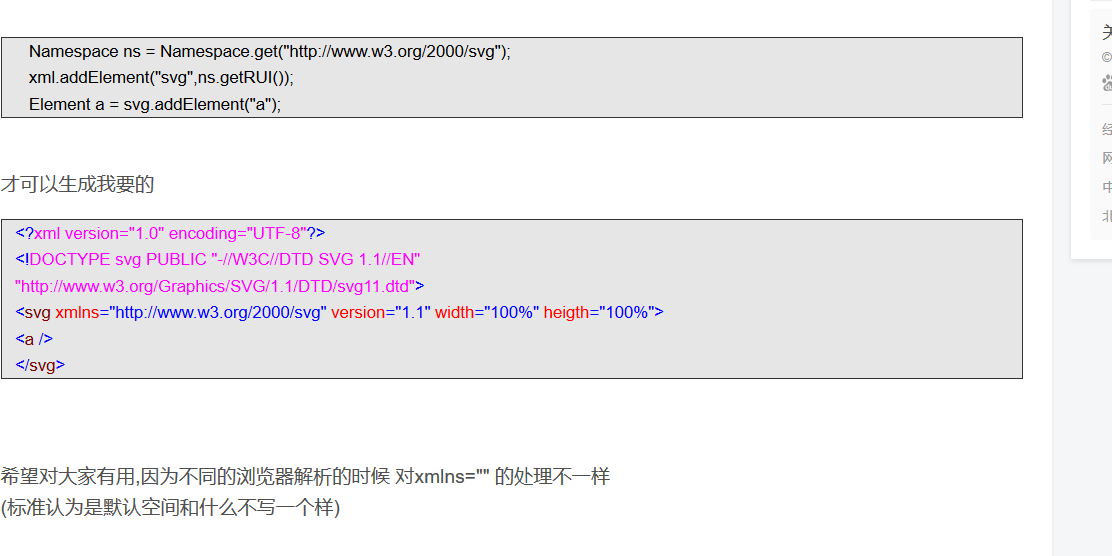 Namespace ns = Namespace.get("http://www.w3.org/2000/svg");
xml.addElement("svg",ns.getRUI());
Element a = svg.addElement("a");
才可以生成我要的
<?xml version="1.0" encoding="UTF-8"?>
<!DOCTYPE svg PUBLIC "-//W3C//DTD SVG 1.1//EN"
"http://www.w3.org/Graphics/SVG/1.1/DTD/svg11.dtd">
<svg xmlns="http://www.w3.org/2000/svg" version="1.1" width="100%" heigth="100%">
<a />
</svg>
希望对大家有用,因为不同的浏览器解析的时候 对xmlns="" 的处理不一样
(标准认为是默认空间和什么不写一个样)
©
中
北